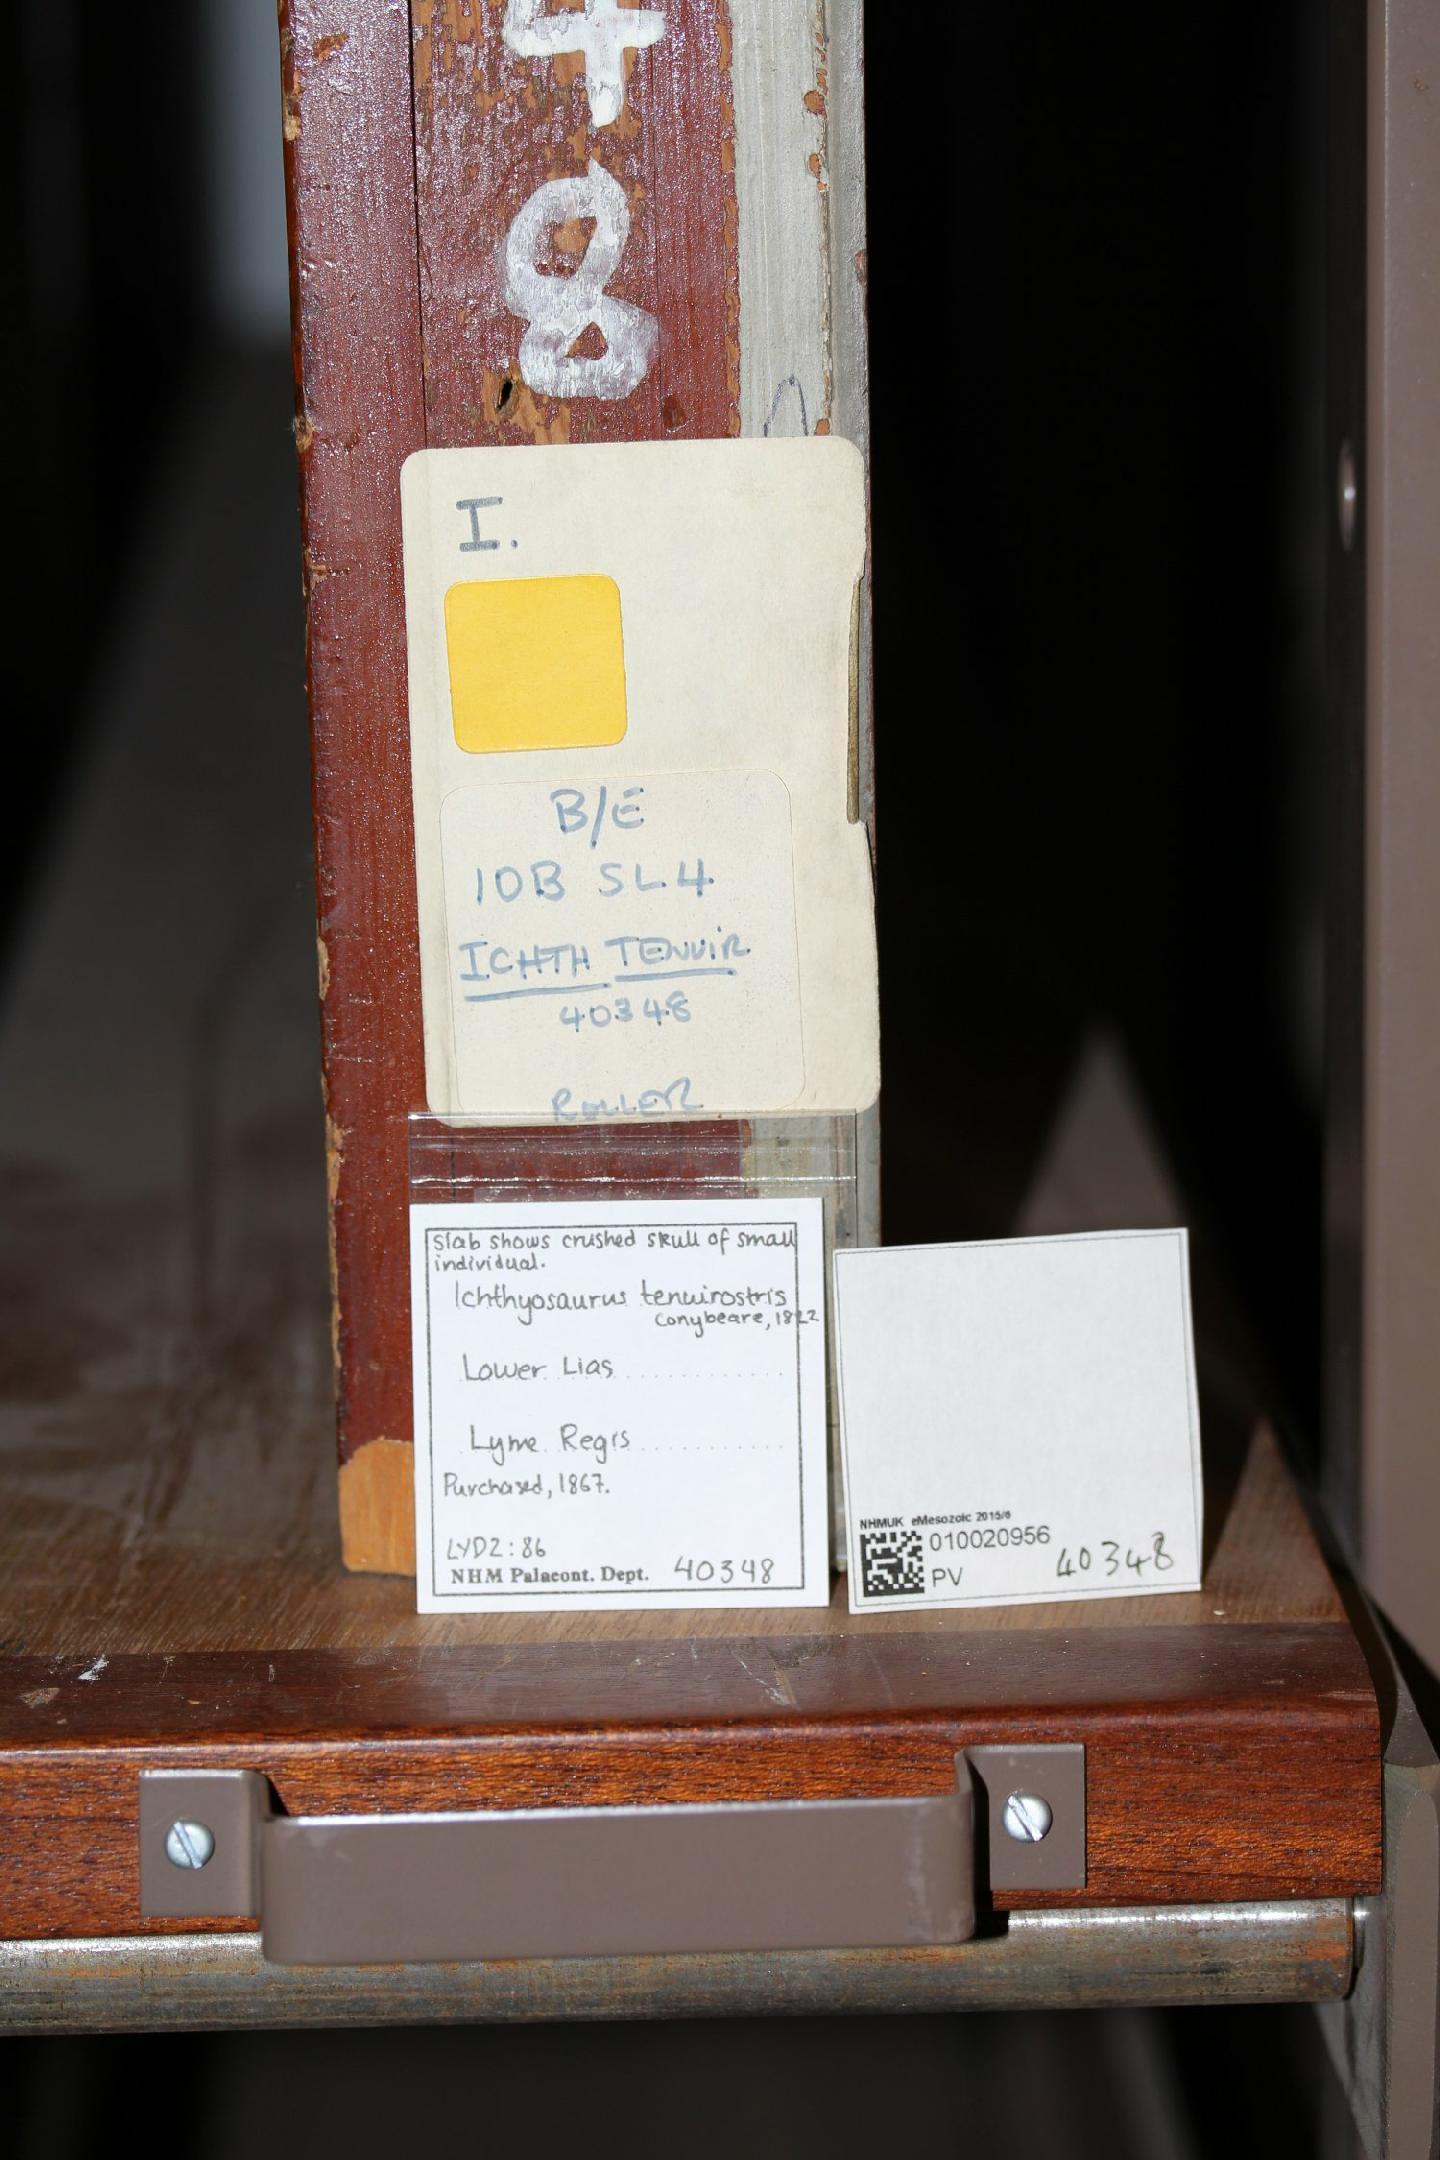 48
I.
B/E
10B SL4
ICHTH TENUIR
40348
ROLLER
Slab shows crushed skull of small
individual.
Ichthyosaurus tenuirostris
Conybeare, 1822
Lower Lias
Lyme Regis
Purchased, 1867.
LYD2:86
NHM Palaeont. Dept. 40348
NHMUK eMesozoic 2015/6
010020956
PV 40348